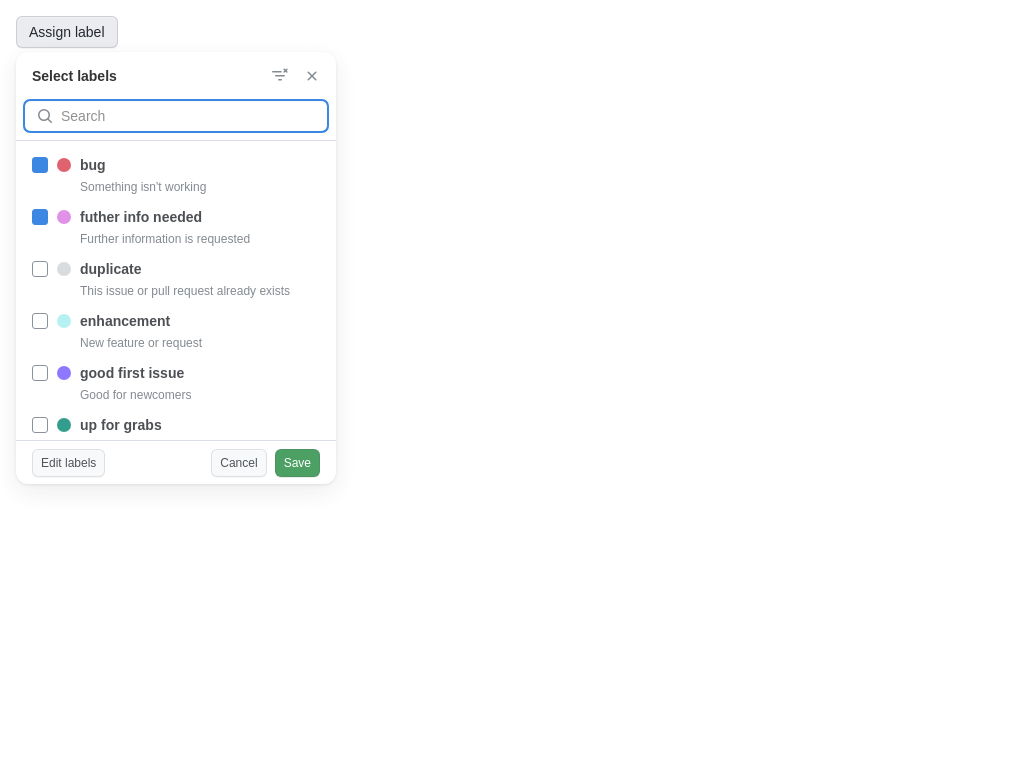 Assign label
Select labels
Search
bug
Something isn't working
futher info needed
Further information is requested
duplicate
This issue or pull request already exists
enhancement
New feature or request
good first issue
Good for newcomers
up for grabs
Edit labels
Cancel
Save